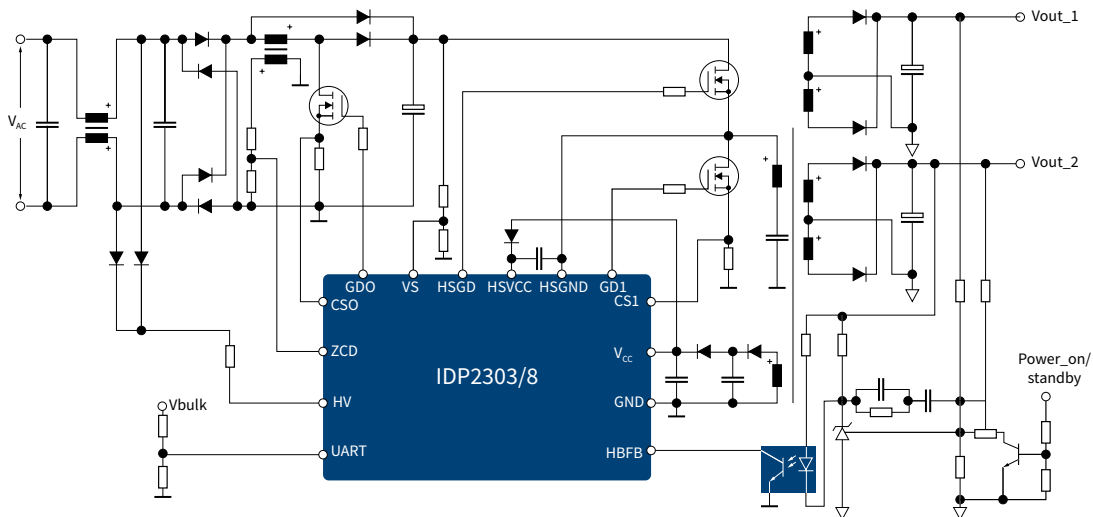 Vout_1
VAC
Vout_2
GDO
VS
HSGD
HSVCC
HSGND
GD1
CSO
CS1
ZCD
VCC
IDP2303/8
Power_on/
standby
HV
GND
Vbulk
UART
HBFB
+
+
+
+
+
+
+
+
+